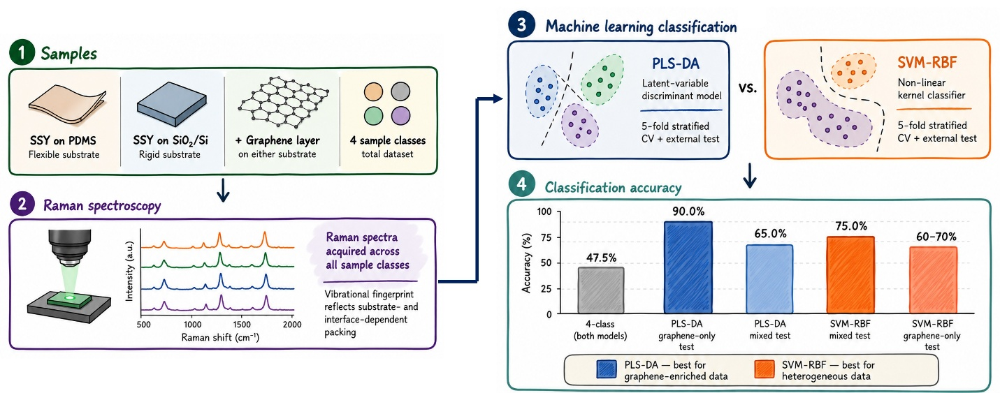 1 Samples
SSY on PDMS
Flexible substrate
SSY on SiO₂/Si
Rigid substrate
+ Graphene layer
on either substrate
4 sample classes
total dataset
2 Raman spectroscopy
Intensity (a.u.)
500 1000 1500 2000
Raman shift (cm⁻¹)
Raman spectra
acquired across
all sample classes
Vibrational fingerprint
reflects substrate- and
interface-dependent
packing
3 Machine learning classification
PLS-DA
Latent-variable
discriminant model
5-fold stratified
CV + external test
vs.
SVM-RBF
Non-linear
kernel classifier
5-fold stratified
CV + external test
4 Classification accuracy
Accuracy (%)
100
75
50
25
0
47.5%
90.0%
65.0%
75.0%
60–70%
4-class
(both models)
PLS-DA
graphene-only
test
PLS-DA
mixed test
SVM-RBF
mixed test
SVM-RBF
graphene-only
test
PLS-DA — best for
graphene-enriched data
SVM-RBF — best for
heterogeneous data